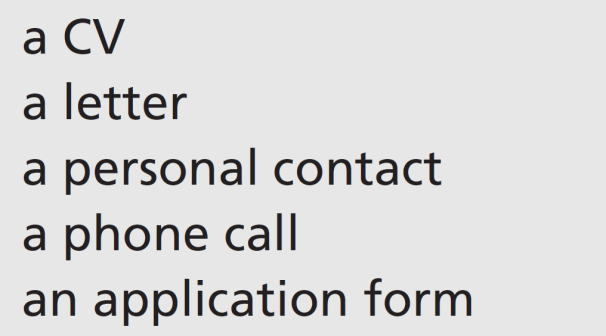 a CV
a letter
a personal contact
a phone call
an application form